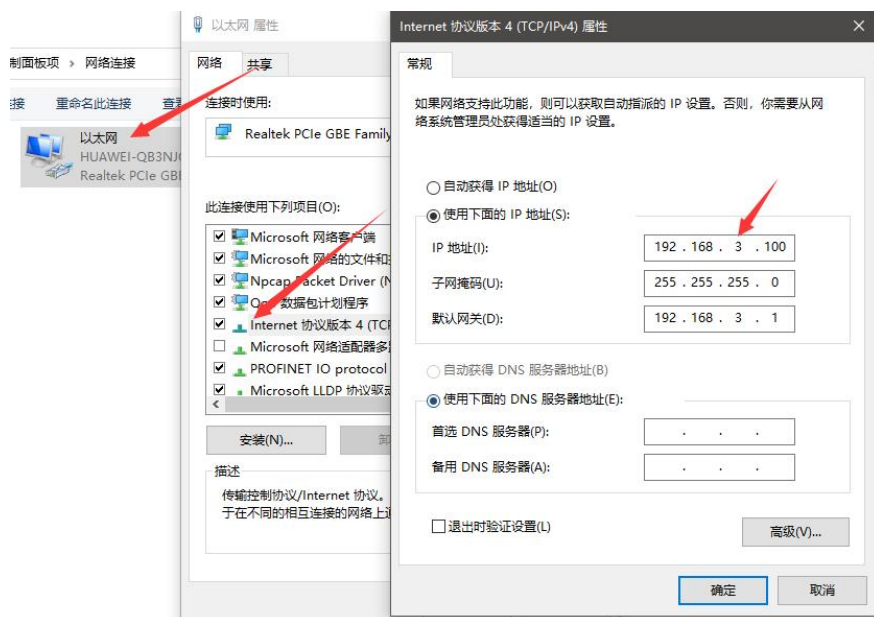 制面板项 › 网络连接
接 重命名此连接
以太网
HUAWEI-QB3NJ
Realtek PCIe GBI
以太网 属性
网络 共享
连接时使用:
Realtek PCIe GBE Family
此连接使用下列项目(O):
Microsoft 网络客户端
Microsoft 网络的文件和
Npcap Packet Driver (N
QoS 数据包计划程序
Internet 协议版本 4 (TCF
Microsoft 网络适配器多
PROFINET IO protocol
Microsoft LLDP 协议驱动
安装(N)...
卸
描述
传输控制协议/Internet 协议。
于在不同的相互连接的网络上通
Internet 协议版本 4 (TCP/IPv4) 属性
常规
如果网络支持此功能，则可以获取自动指派的 IP 设置。否则，你需要从网
络系统管理员处获得适当的 IP 设置。
自动获得 IP 地址(O)
使用下面的 IP 地址(S):
IP 地址(I): 192 . 168 . 3 . 100
子网掩码(U): 255 . 255 . 255 . 0
默认网关(D): 192 . 168 . 3 . 1
自动获得 DNS 服务器地址(B)
使用下面的 DNS 服务器地址(E):
首选 DNS 服务器(P): . . .
备用 DNS 服务器(A): . . .
退出时验证设置(L)
高级(V)...
确定 取消